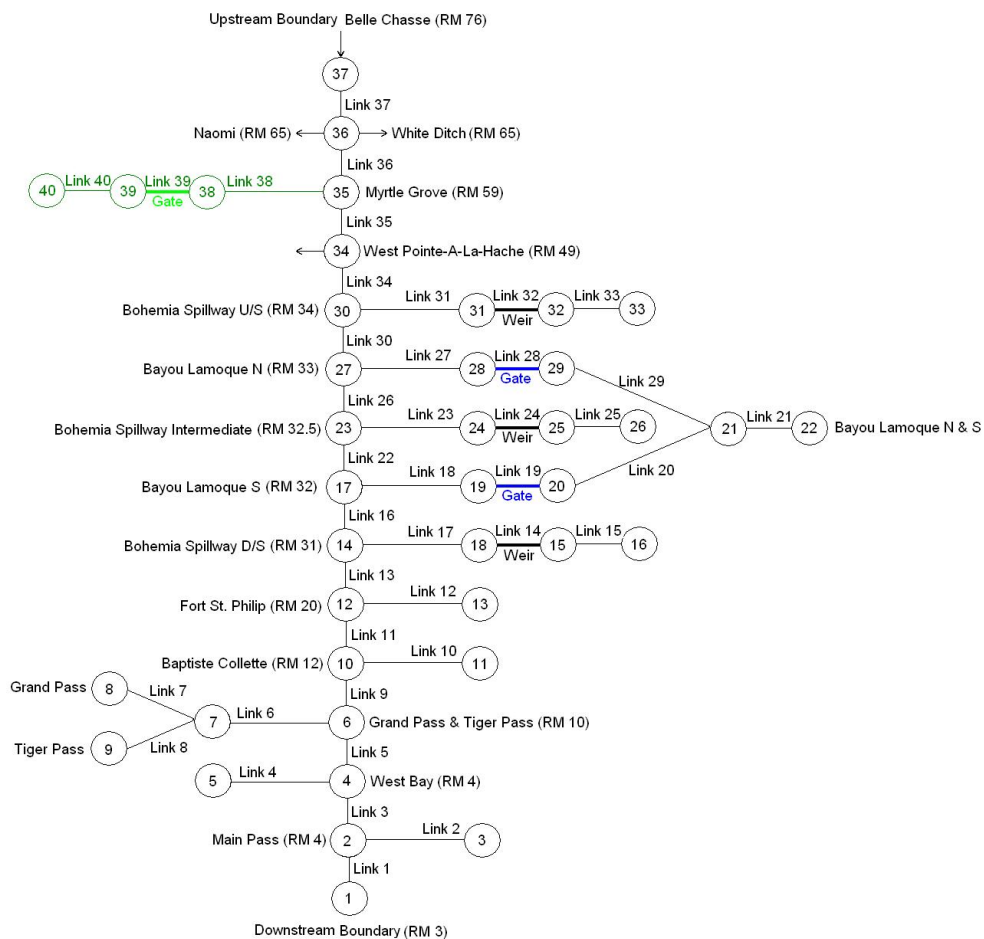 Upstream Boundary Belle Chasse (RM 76)
37
Link 37
Naomi (RM 65) 36 White Ditch (RM 65)
Link 36
40 Link 40 39 Link 39 38 Link 38 35 Myrtle Grove (RM 59)
Gate
Link 35
34 West Pointe-A-La-Hache (RM 49)
Link 34
Bohemia Spillway U/S (RM 34) 30 Link 31 31 Link 32 32 Link 33 33
Weir
Link 30
Bayou Lamoque N (RM 33) 27 Link 27 28 Link 28 29
Gate
Link 29
Link 26
Bohemia Spillway Intermediate (RM 32.5) 23 Link 23 24 Link 24 25 Link 25 26 21 Link 21 22 Bayou Lamoque N & S
Weir
Link 22
Link 20
Bayou Lamoque S (RM 32) 17 Link 18 19 Link 19 20
Gate
Link 16
Bohemia Spillway D/S (RM 31) 14 Link 17 18 Link 14 15 Link 15 16
Weir
Link 13
Fort St. Philip (RM 20) 12 Link 12 13
Link 11
Baptiste Collette (RM 12) 10 Link 10 11
Grand Pass 8 Link 7
Link 9
7 Link 6 6 Grand Pass & Tiger Pass (RM 10)
Tiger Pass 9 Link 8
Link 5
5 Link 4 4 West Bay (RM 4)
Link 3
Main Pass (RM 4) 2 Link 2 3
Link 1
1
Downstream Boundary (RM 3)